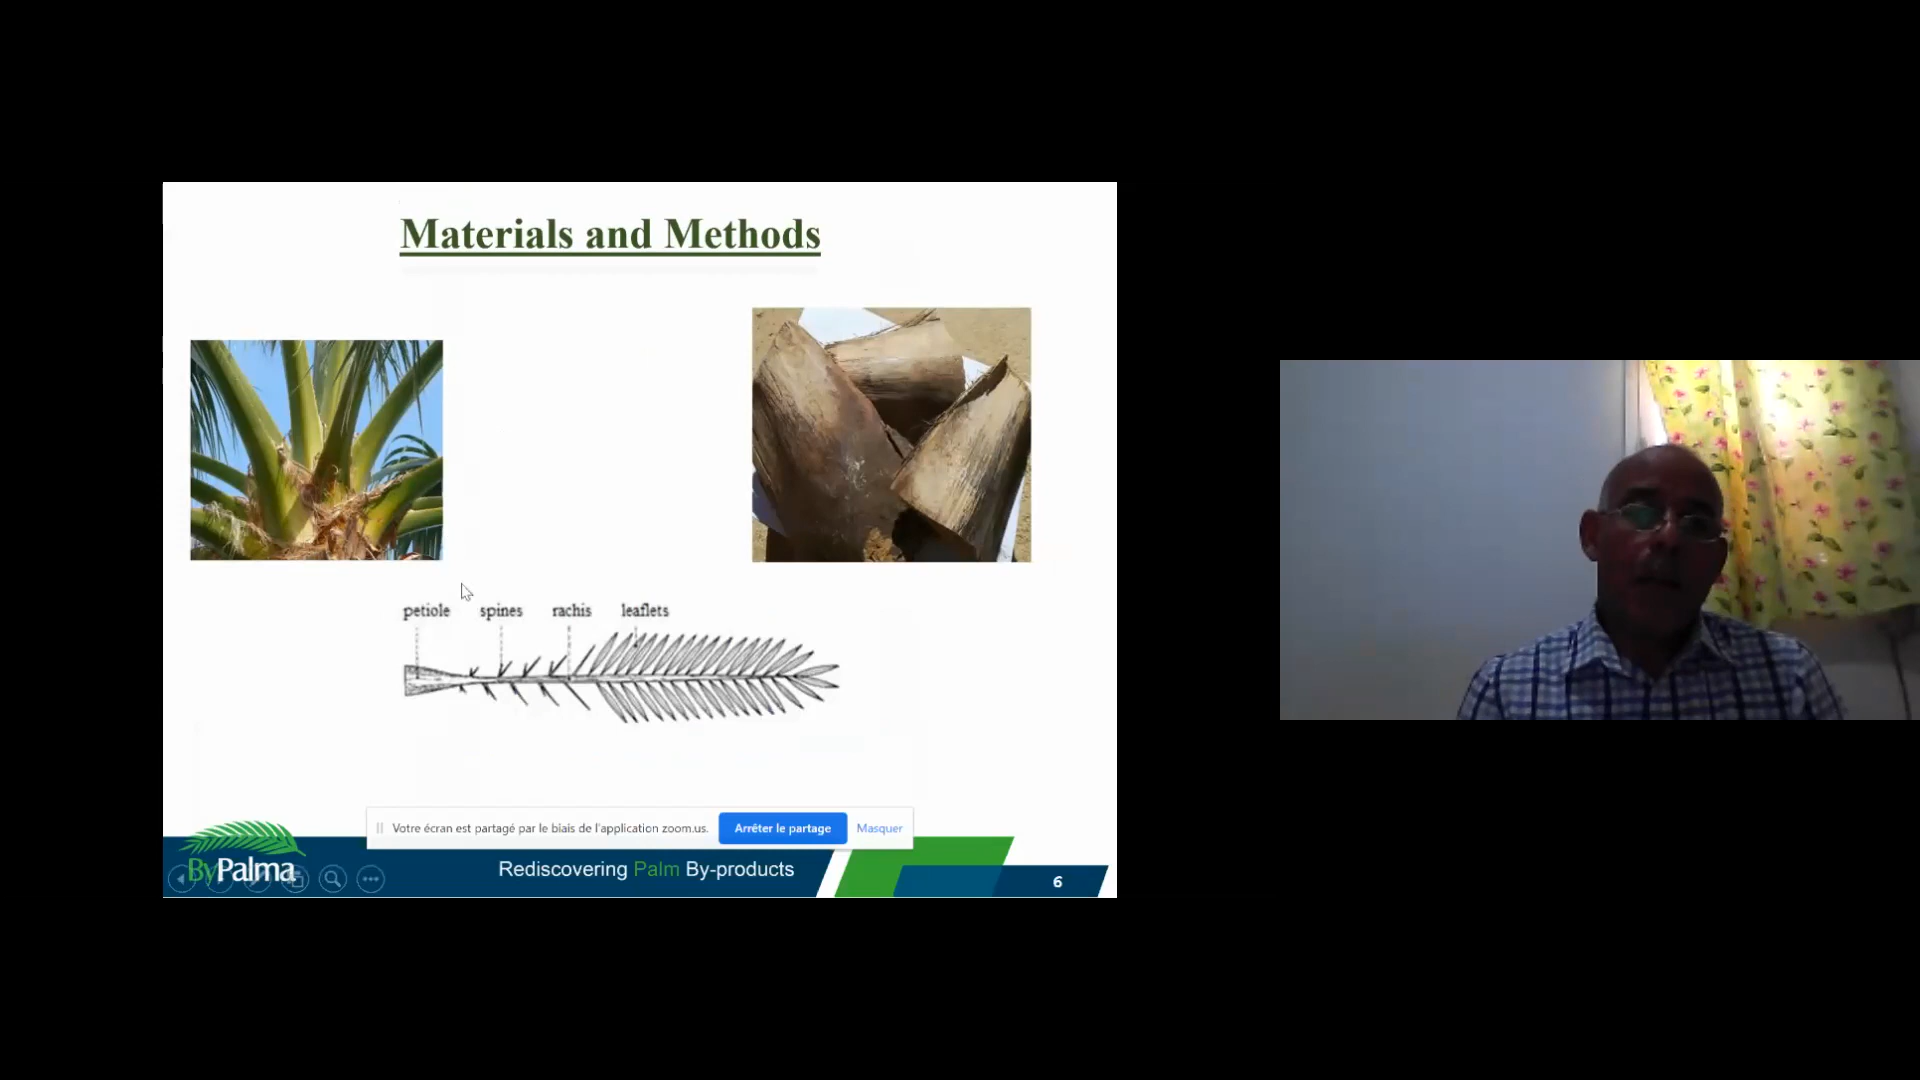 Materials and Methods
petiole spines rachis leaflets
Votre écran est partagé par le biais de l'application zoom.us. Arrêter le partage Masquer
ByPalma
Rediscovering Palm By-products
6